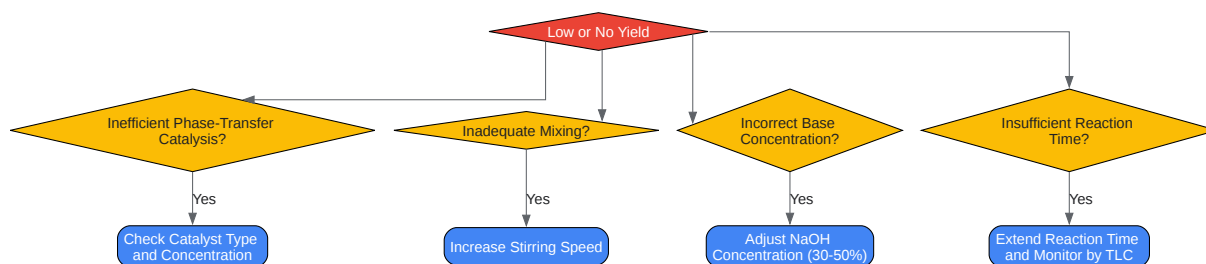 Low or No Yield
Inefficient Phase-Transfer
Catalysis?
Inadequate Mixing?
Incorrect Base
Concentration?
Insufficient Reaction
Time?
Yes
Yes
Yes
Yes
Check Catalyst Type
and Concentration
Increase Stirring Speed
Adjust NaOH
Concentration (30-50%)
Extend Reaction Time
and Monitor by TLC